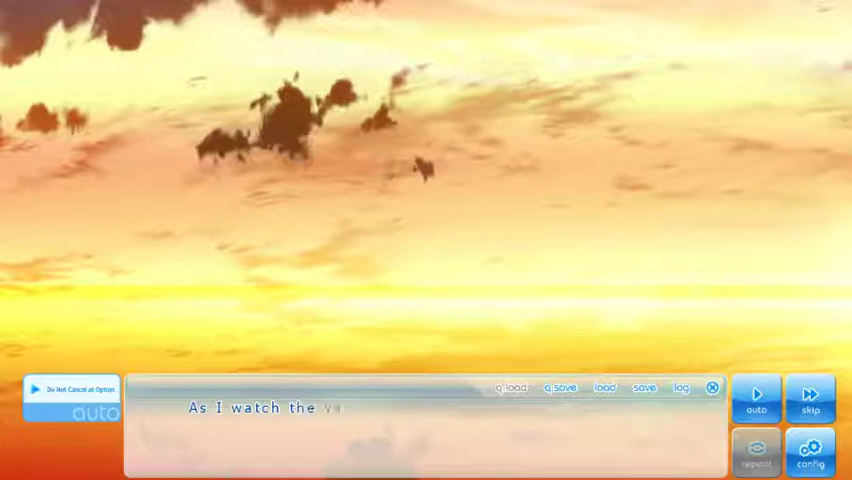 Do Not Cancel at Option
auto
q.load q.save load save log
As I watch the
auto
skip
repeat
config